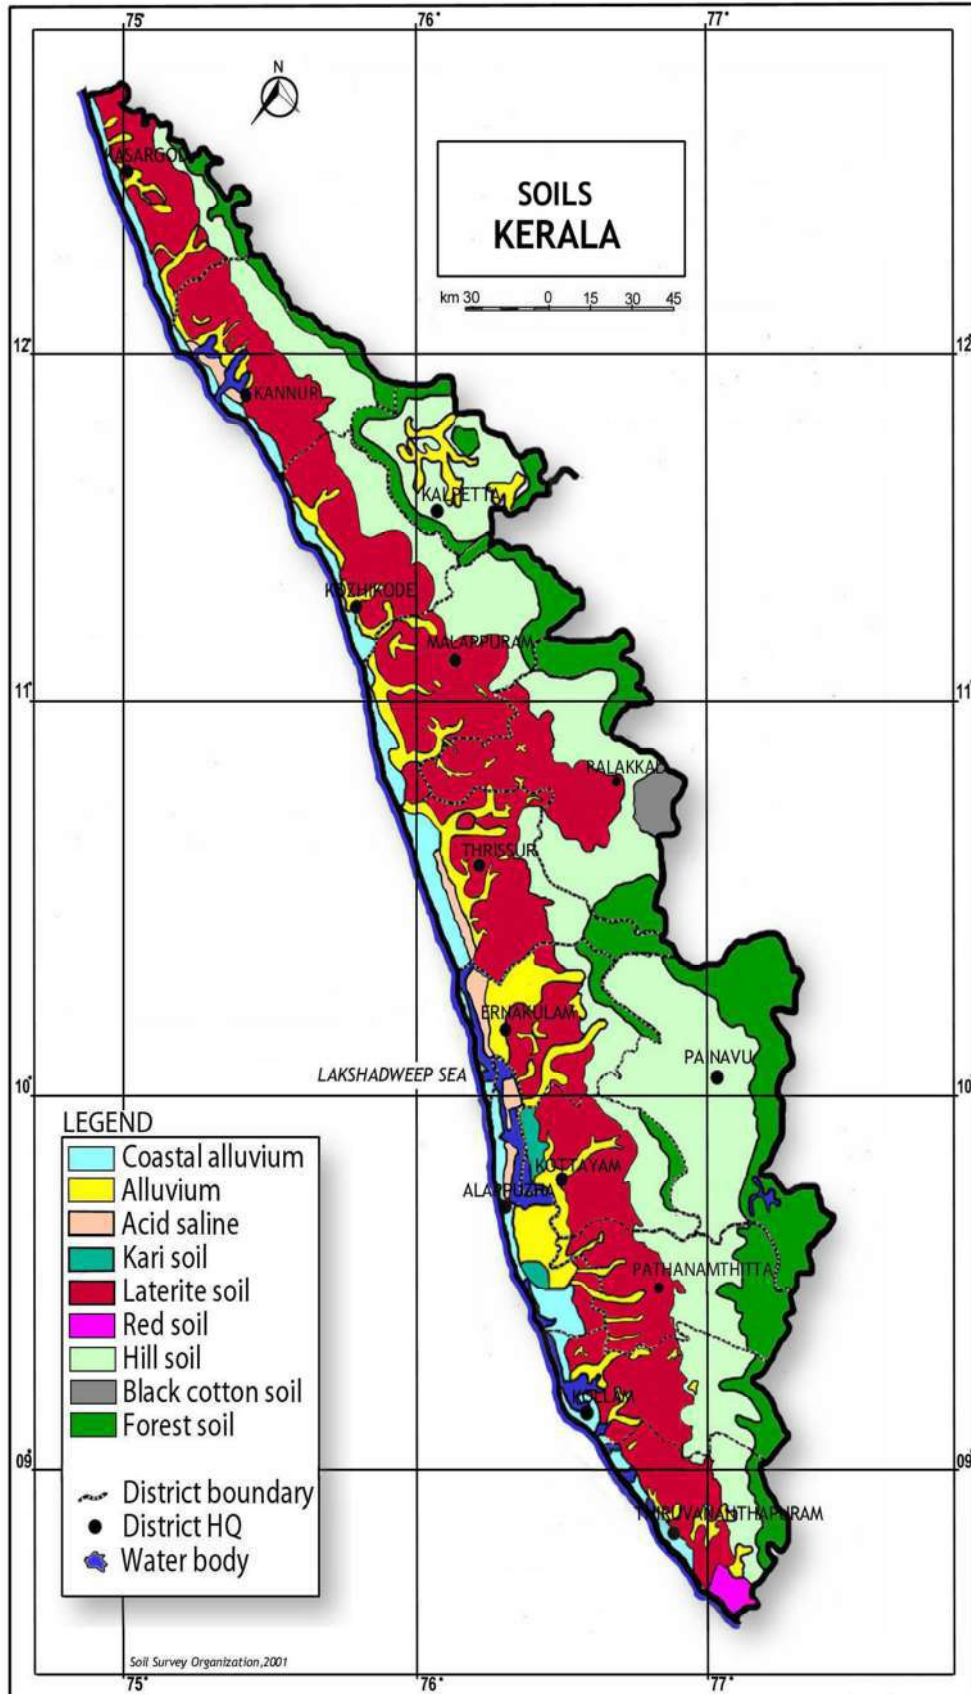 75°
76°
77°
N
SOILS
KERALA
km 30 0 15 30 45
KASARGOD
12°
12°
KANNUR
KALPETTA
KOZHIKODE
MALAPPURAM
11°
11°
PALAKKAD
THRISSUR
ERNAKULAM
PAINAVU
LAKSHADWEEP SEA
10°
10°
KOTTAYAM
ALAPPUZHA
PATHANAMTHITTA
KOLLAM
09°
09°
THIRUVANANTHAPURAM
LEGEND
Coastal alluvium
Alluvium
Acid saline
Kari soil
Laterite soil
Red soil
Hill soil
Black cotton soil
Forest soil
District boundary
District HQ
Water body
Soil Survey Organization,2001
75°
76°
77°